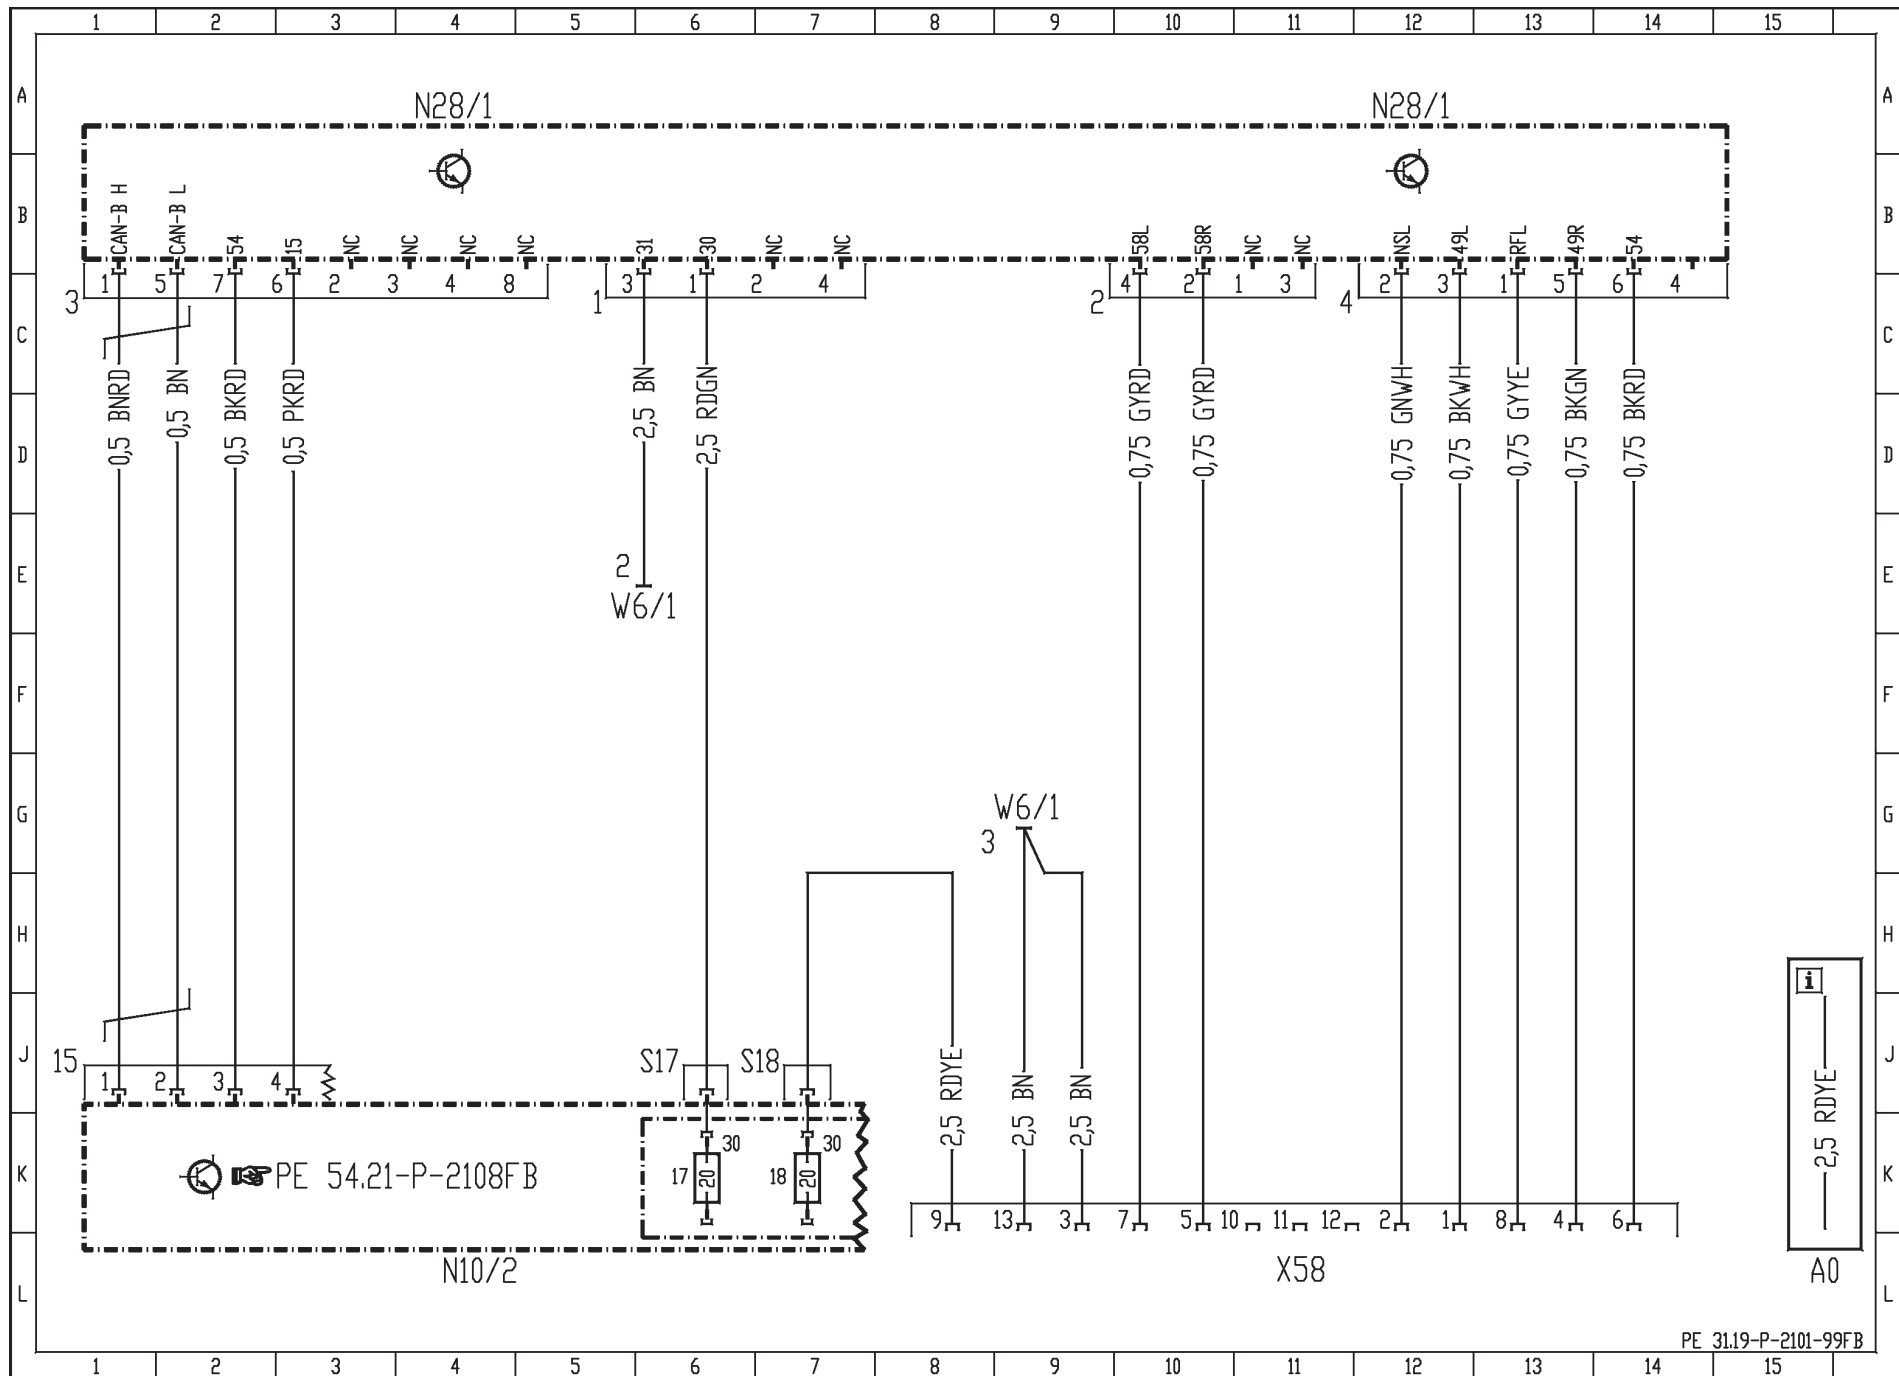 1 2 3 4 5 6 7 8 9 10 11 12 13 14 15
A A
N28/1 N28/1
B B
CAN-B H CAN-B L 54 15 NC NC NC NC 31 30 NC NC 58L 58R NC NC NSL 49L RFL 49R 54
3 1 5 7 6 2 3 4 8 1 3 1 2 4 2 4 2 1 3 4 2 3 1 5 6 4
C C
0,5 BNRD 0,5 BN 0,5 BKRD 0,5 PKRD 2,5 BN 2,5 RDGN 0,75 GYRD 0,75 GYRD 0,75 GNWH 0,75 BKWH 0,75 GYYE 0,75 BKGN 0,75 BKRD
D D
2
E E
W6/1
F F
W6/1
G G
3
H H
i
15 S17 S18
J J
1 2 3 4
2,5 RDYE 2,5 BN 2,5 BN 2,5 RDYE
30 30
K K
PE 54.21-P-2108FB 17 20 18 20
9 13 3 7 5 10 11 12 2 1 8 4 6
N10/2 X58 A0
L L
PE 31.19-P-2101-99FB
1 2 3 4 5 6 7 8 9 10 11 12 13 14 15